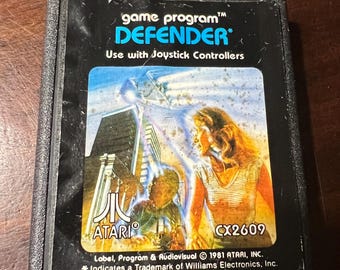 game program™
DEFENDER*
Use with Joystick Controllers
ATARI®
CX2609
Label, Program & Audiovisual © 1981 ATARI, INC.
* Indicates a Trademark of Williams Electronics, Inc.